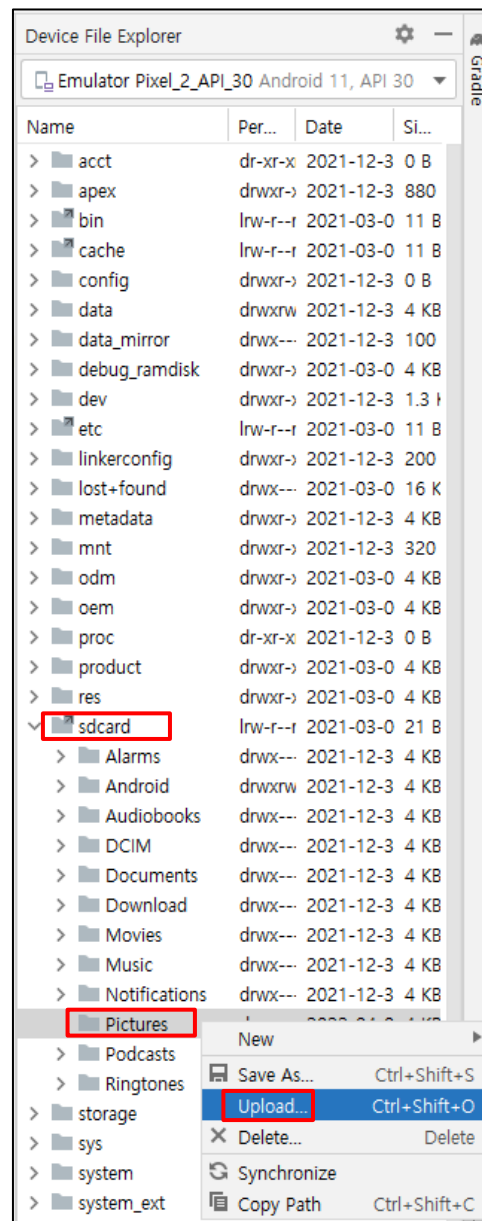 Device File Explorer
Gradle
Emulator Pixel_2_API_30 Android 11, API 30
Name Per... Date Si...
acct dr-xr-x 2021-12-3 0 B
apex drwxr-x 2021-12-3 880
bin lrw-r--r 2021-03-0 11 B
cache lrw-r--r 2021-03-0 11 B
config drwxr-x 2021-12-3 0 B
data drwxrw 2021-12-3 4 KB
data_mirror drwx--- 2021-12-3 100
debug_ramdisk drwxr-x 2021-03-0 4 KB
dev drwxr-x 2021-12-3 1.3 K
etc lrw-r--r 2021-03-0 11 B
linkerconfig drwxr-x 2021-12-3 200
lost+found drwx--- 2021-03-0 16 K
metadata drwxr-x 2021-12-3 4 KB
mnt drwxr-x 2021-12-3 320
odm drwxr-x 2021-03-0 4 KB
oem drwxr-x 2021-03-0 4 KB
proc dr-xr-x 2021-12-3 0 B
product drwxr-x 2021-03-0 4 KB
res drwxr-x 2021-03-0 4 KB
sdcard lrw-r--r 2021-03-0 21 B
Alarms drwx--- 2021-12-3 4 KB
Android drwxrw 2021-12-3 4 KB
Audiobooks drwx--- 2021-12-3 4 KB
DCIM drwx--- 2021-12-3 4 KB
Documents drwx--- 2021-12-3 4 KB
Download drwx--- 2021-12-3 4 KB
Movies drwx--- 2021-12-3 4 KB
Music drwx--- 2021-12-3 4 KB
Notifications drwx--- 2021-12-3 4 KB
Pictures
New
Podcasts
Save As... Ctrl+Shift+S
Ringtones
Upload... Ctrl+Shift+O
storage
Delete... Delete
sys
Synchronize
system
Copy Path Ctrl+Shift+C
system_ext